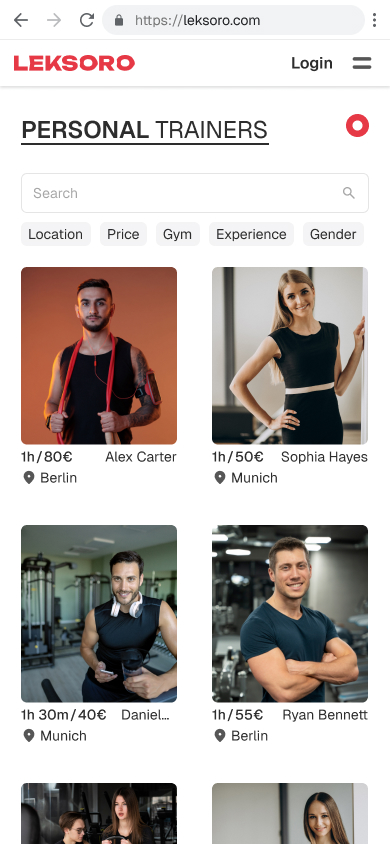 https://leksoro.com
LEKSORO
Login
PERSONAL TRAINERS
Search
Location
Price
Gym
Experience
Gender
1h/80€ Alex Carter
Berlin
1h/50€ Sophia Hayes
Munich
1h 30m/40€ Daniel...
Munich
1h/55€ Ryan Bennett
Berlin